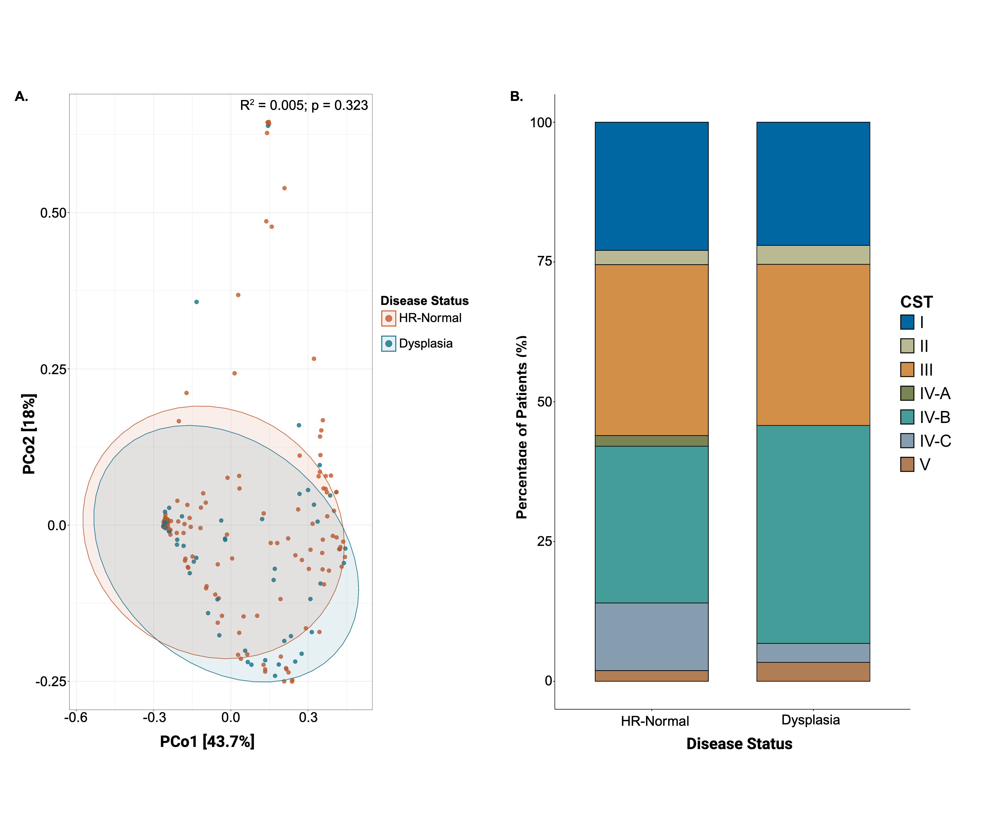 A.
R² = 0.005; p = 0.323
0.50
0.25
0.0
-0.25
PCo2 [18%]
-0.6
-0.3
0.0
0.3
PCo1 [43.7%]
Disease Status
HR-Normal
Dysplasia
B.
100
75
50
25
0
Percentage of Patients (%)
HR-Normal
Dysplasia
Disease Status
CST
I
II
III
IV-A
IV-B
IV-C
V